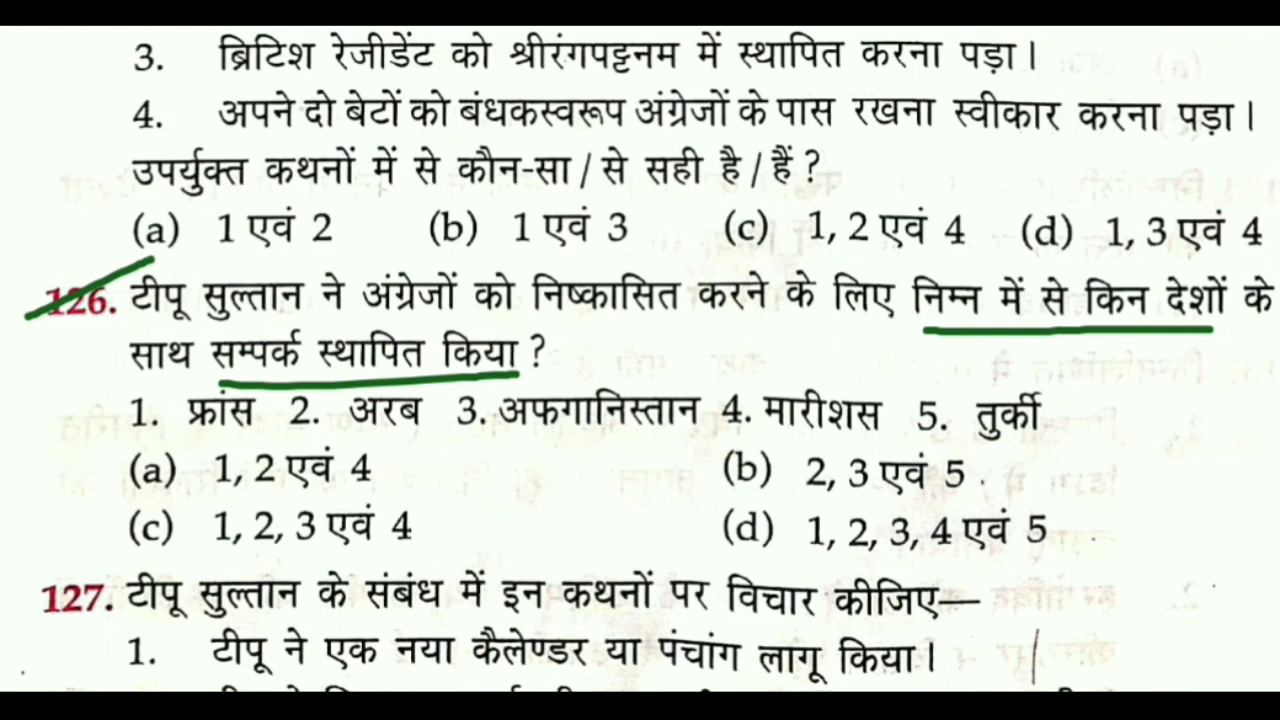 3. ब्रिटिश रेजीडेंट को श्रीरंगपट्टनम में स्थापित करना पड़ा।
4. अपने दो बेटों को बंधकस्वरूप अंग्रेजों के पास रखना स्वीकार करना पड़ा।
उपर्युक्त कथनों में से कौन-सा / से सही है / हैं ?
(a) 1 एवं 2 (b) 1 एवं 3 (c) 1, 2 एवं 4 (d) 1, 3 एवं 4
126. टीपू सुल्तान ने अंग्रेजों को निष्कासित करने के लिए निम्न में से किन देशों के
साथ सम्पर्क स्थापित किया ?
1. फ्रांस 2. अरब 3. अफगानिस्तान 4. मारीशस 5. तुर्की
(a) 1, 2 एवं 4 (b) 2, 3 एवं 5
(c) 1, 2, 3 एवं 4 (d) 1, 2, 3, 4 एवं 5
127. टीपू सुल्तान के संबंध में इन कथनों पर विचार कीजिए—
1. टीपू ने एक नया कैलेण्डर या पंचांग लागू किया।